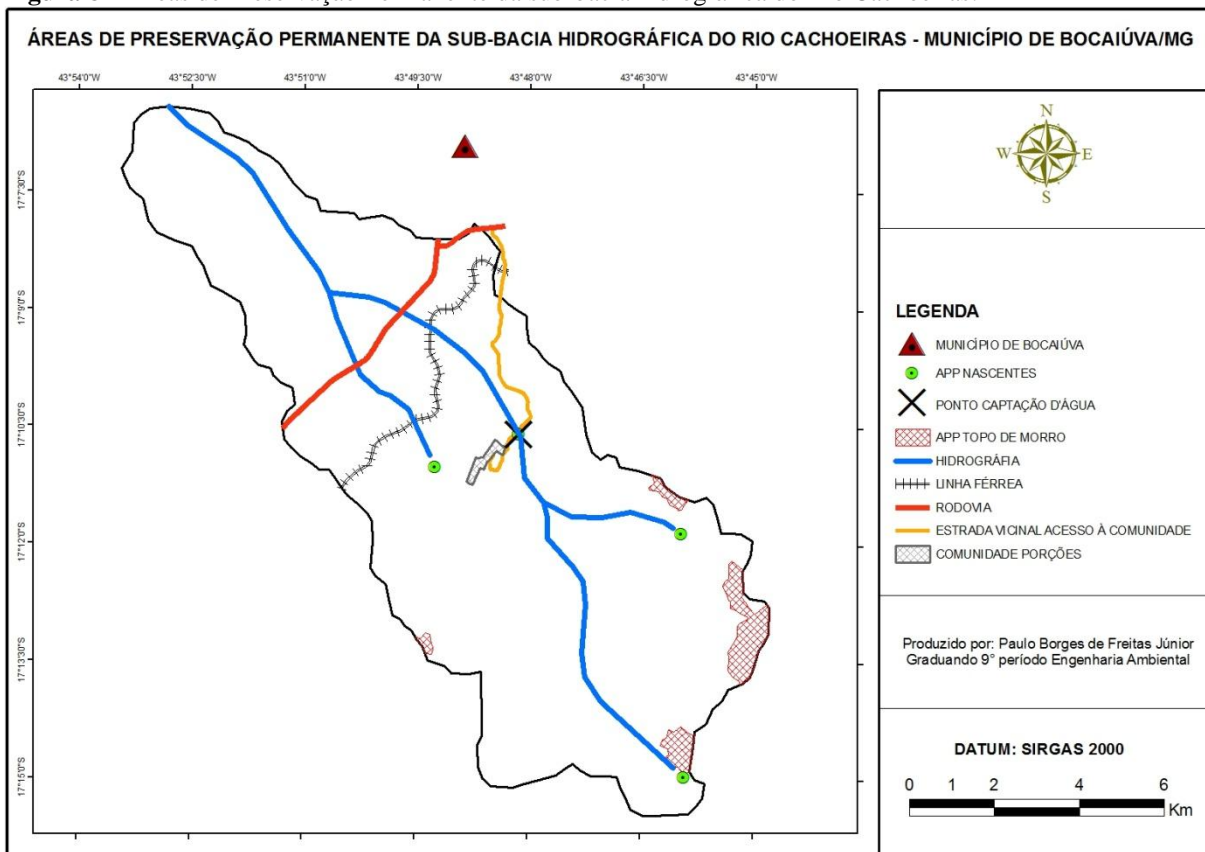 ÁREAS DE PRESERVAÇÃO PERMANENTE DA SUB-BACIA HIDROGRÁFICA DO RIO CACHOEIRAS - MUNICÍPIO DE BOCAIÚVA/MG
43°54'0"W 43°52'30"W 43°51'0"W 43°49'30"W 43°48'0"W 43°46'30"W 43°45'0"W
17°7'30"S
17°9'0"S
17°10'30"S
17°12'0"S
17°13'30"S
17°15'0"S
N
W E
S
LEGENDA
MUNICÍPIO DE BOCAIÚVA
APP NASCENTES
PONTO CAPTAÇÃO D'ÁGUA
APP TOPO DE MORRO
HIDROGRÁFIA
LINHA FÉRREA
RODOVIA
ESTRADA VICINAL ACESSO À COMUNIDADE
COMUNIDADE PORÇÕES
Produzido por: Paulo Borges de Freitas Júnior
Graduando 9° período Engenharia Ambiental
DATUM: SIRGAS 2000
0 1 2 4 6
Km